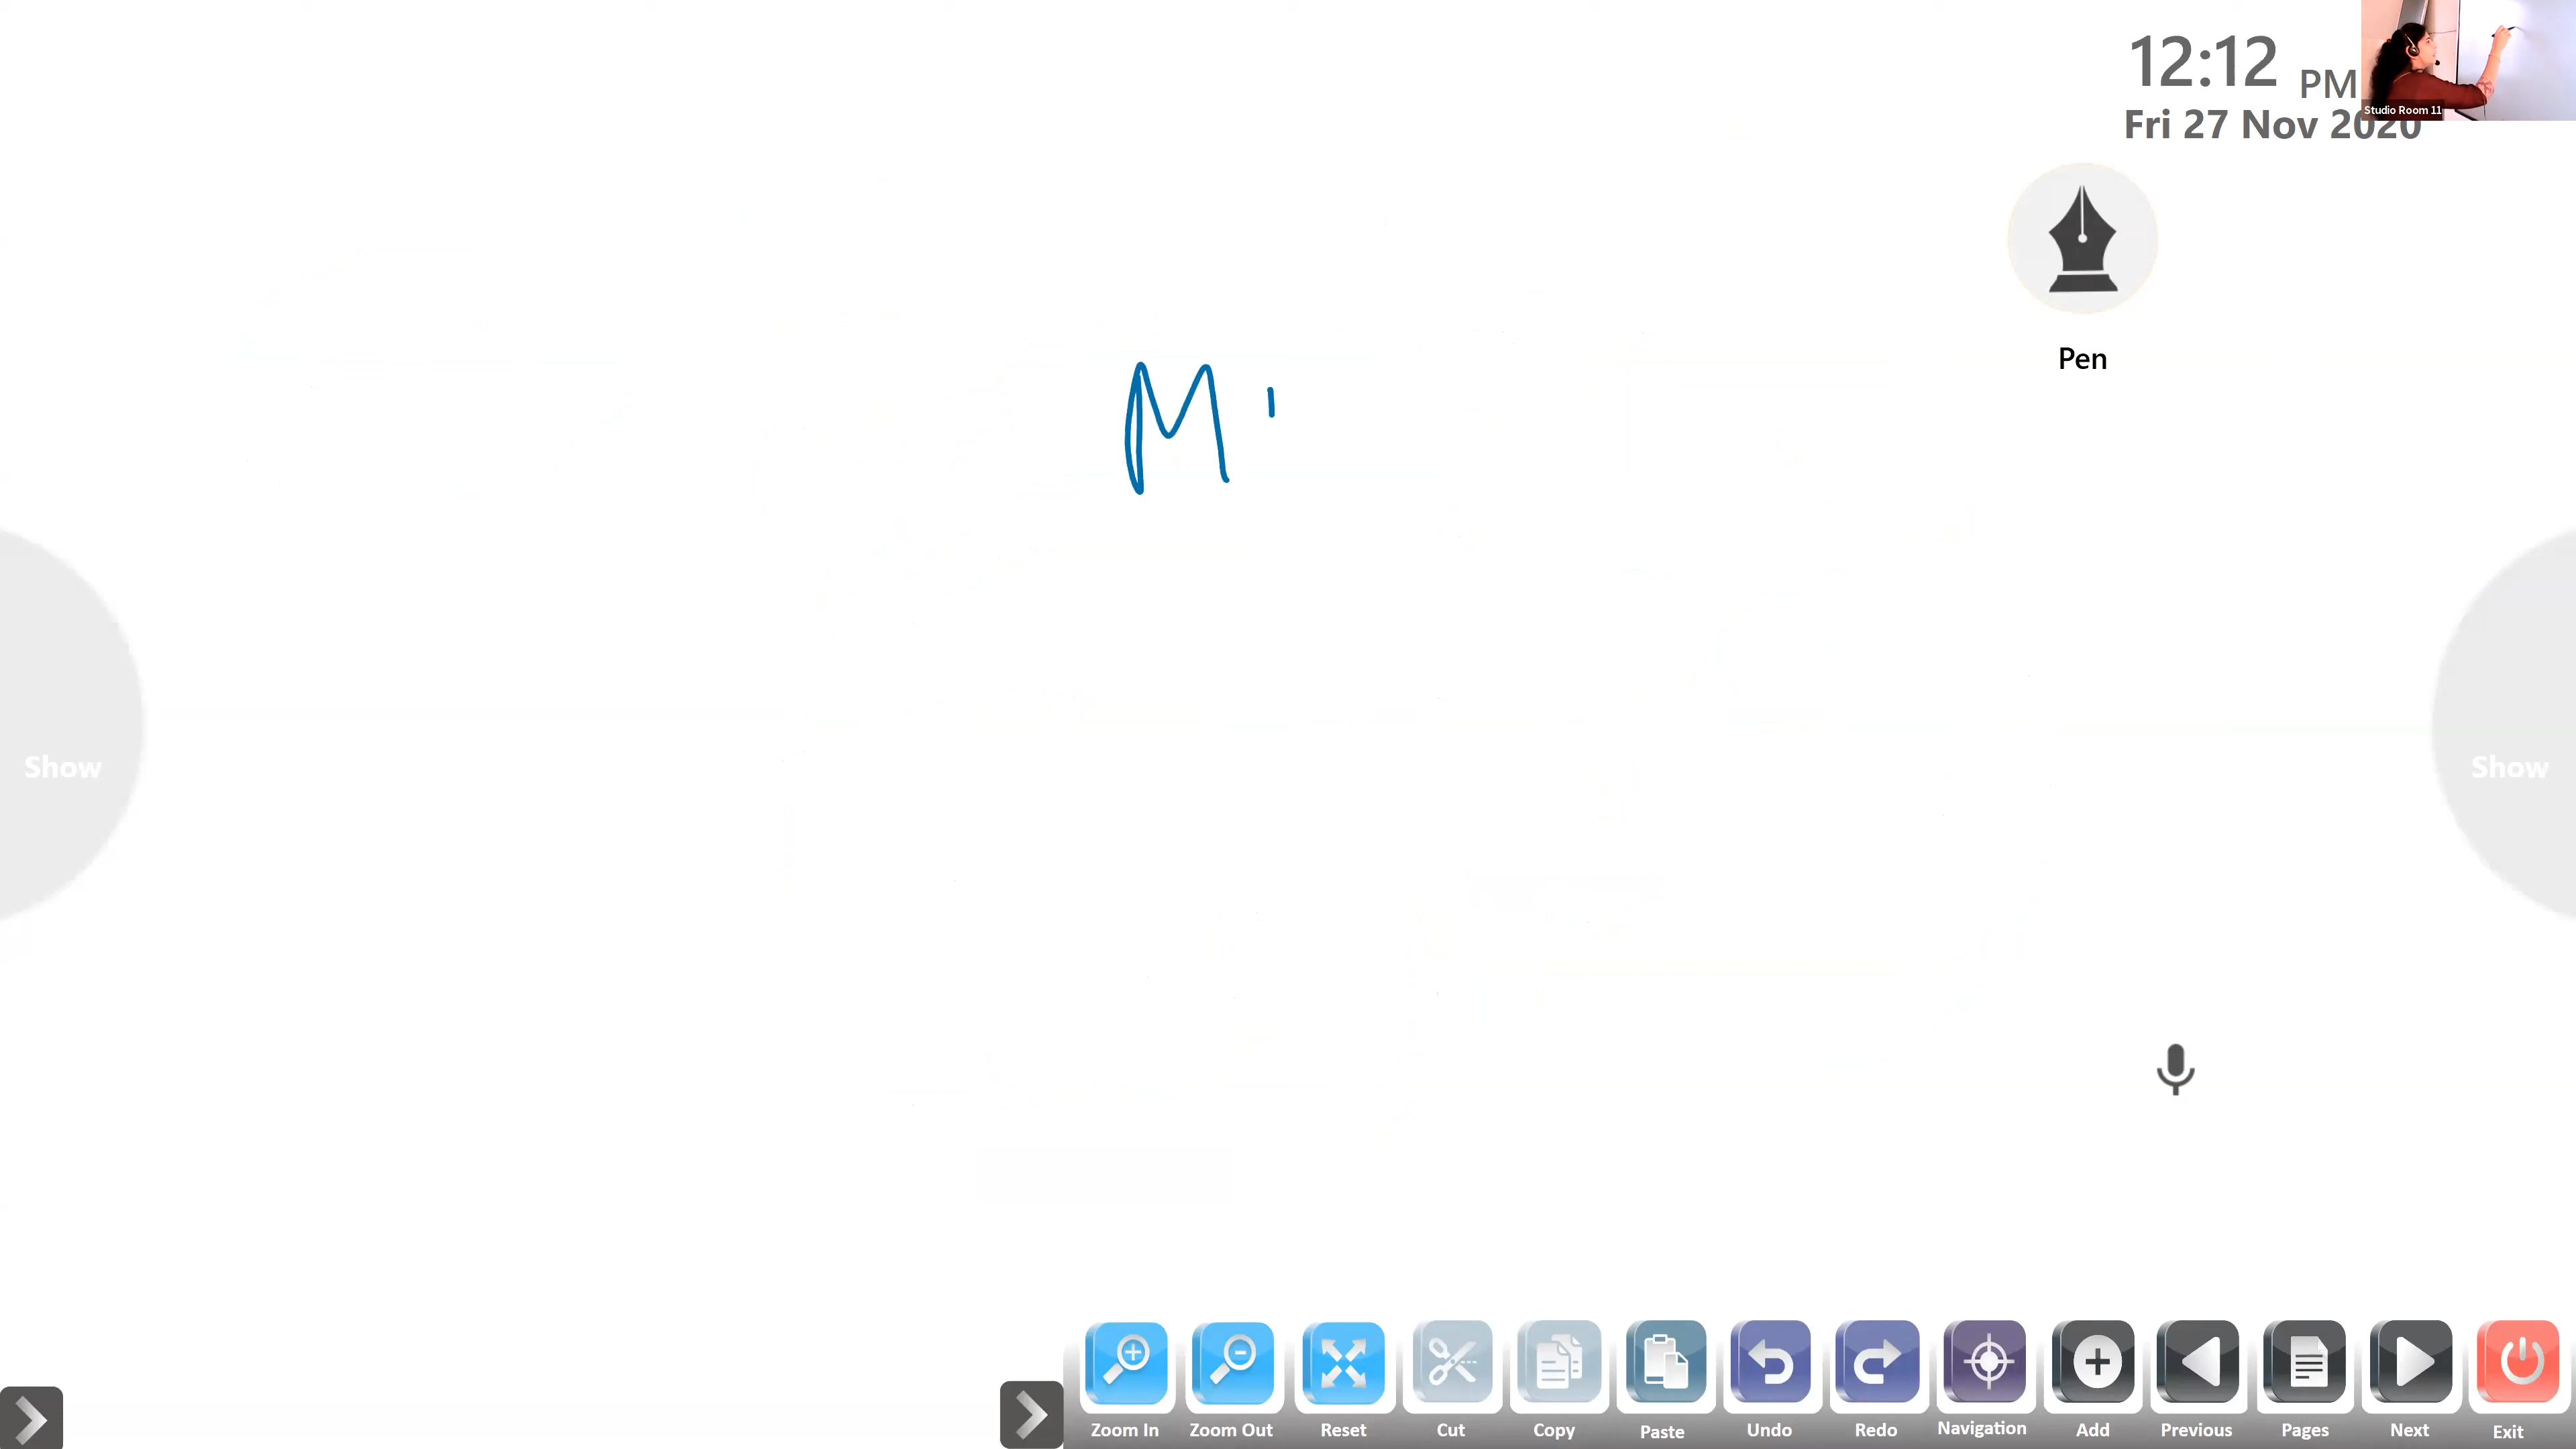 12:12 PM
Studio Room 11
Fri 27 Nov 2020
Pen
M
Show
Show
Zoom In Zoom Out Reset Cut Copy Paste Undo Redo Navigation Add Previous Pages Next Exit